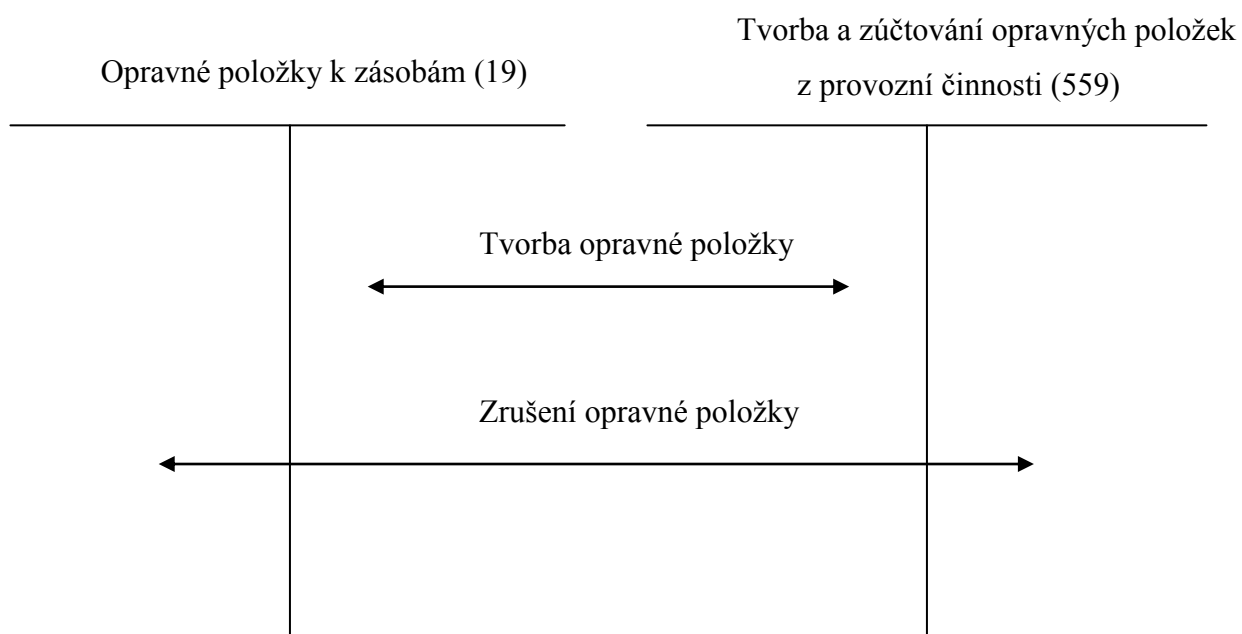 Opravné položky k zásobám (19)
Tvorba a zúčtování opravných položek
z provozní činnosti (559)
Tvorba opravné položky
Zrušení opravné položky